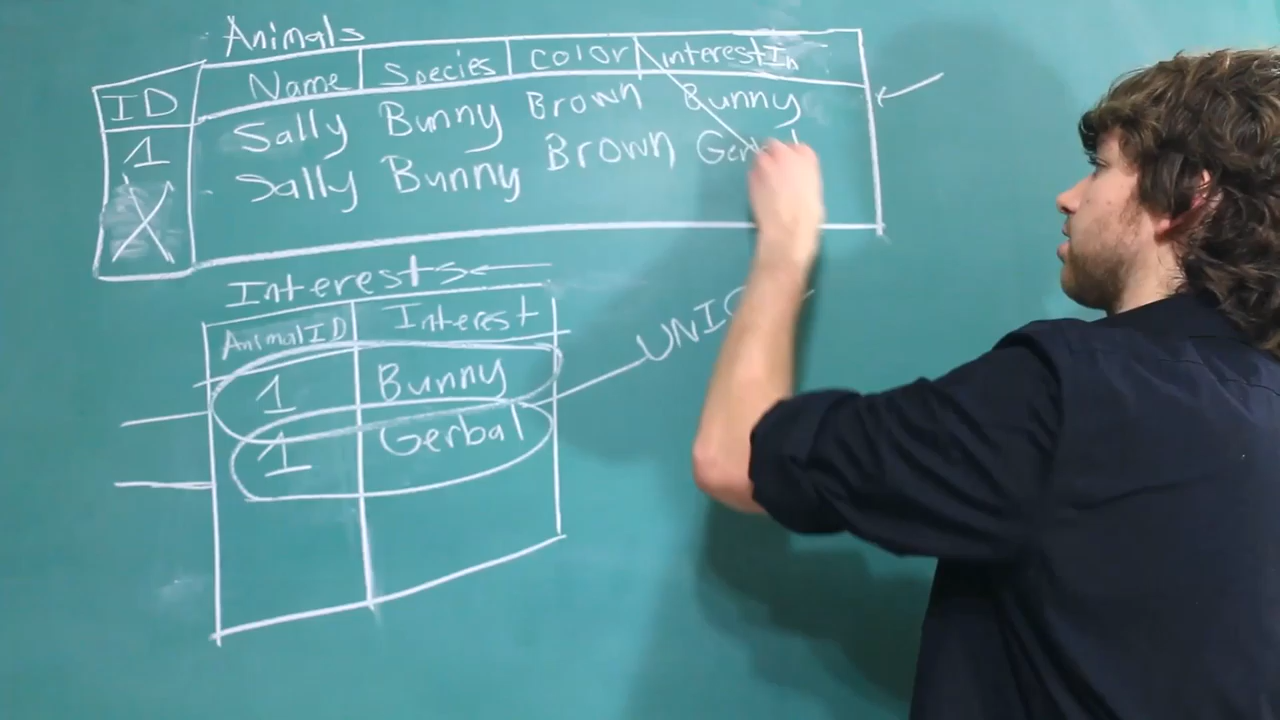 Animals
ID Name Species Color InterestIn
1 Sally Bunny Brown Bunny
X Sally Bunny Brown
Interests
AnimalID Interest
1 Bunny
1 Gerbal